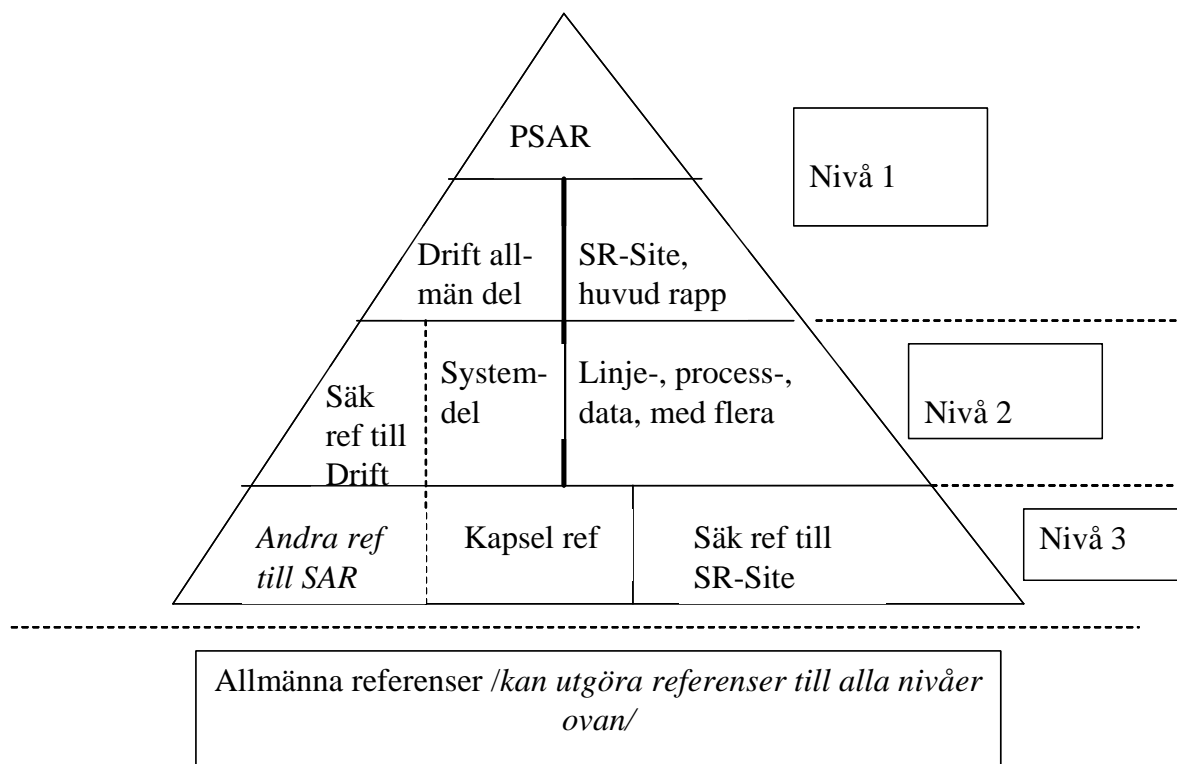 PSAR
Nivå 1
Drift all-
män del
SR-Site,
huvud rapp
Säk
ref till
Drift
System-
del
Linje-, process-,
data, med flera
Nivå 2
Andra ref
till SAR
Kapsel ref
Säk ref till
SR-Site
Nivå 3
Allmänna referenser /kan utgöra referenser till alla nivåer
ovan/